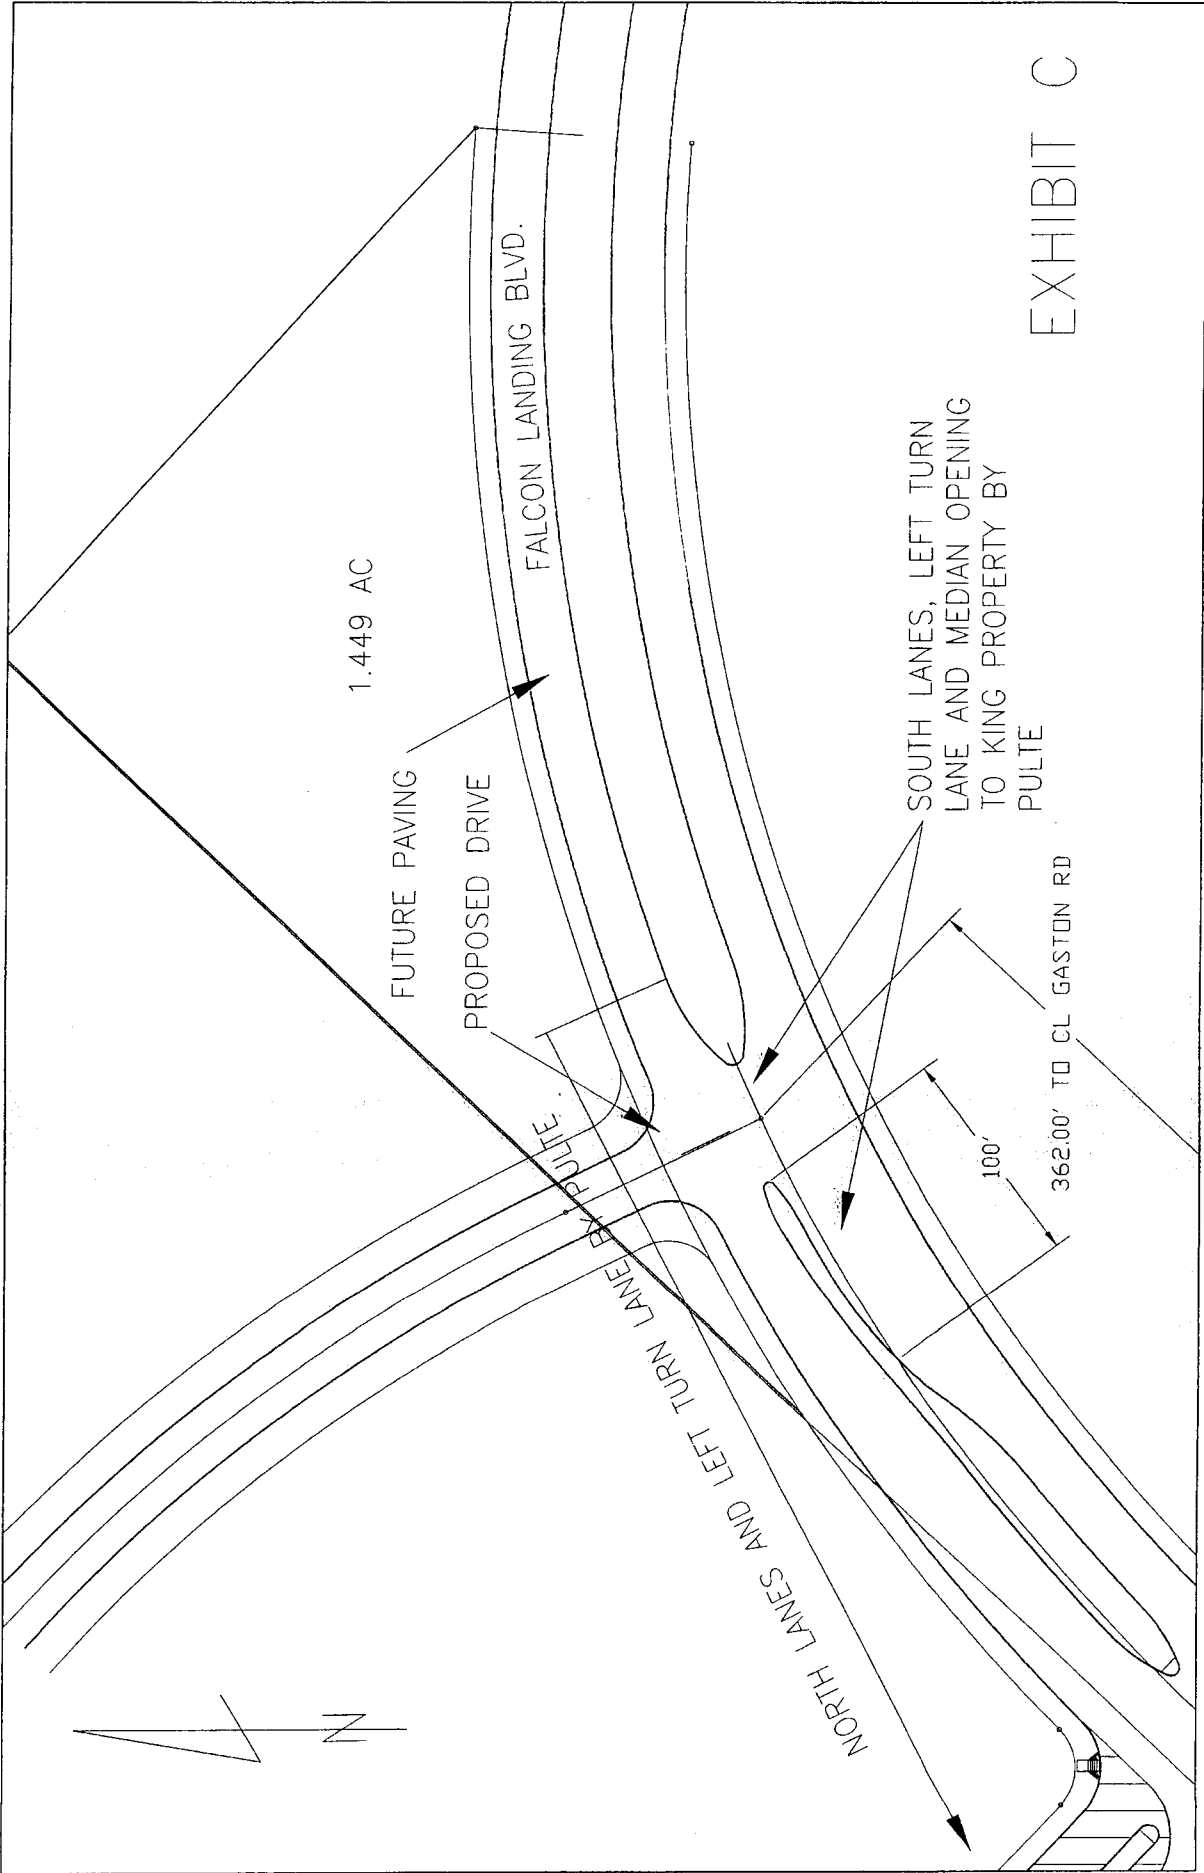 1.449 AC
FUTURE PAVING
PROPOSED DRIVE
FALCON LANDING BLVD.
NORTH LANES AND LEFT TURN LANE BY PULTE
SOUTH LANES, LEFT TURN
LANE AND MEDIAN OPENING
TO KING PROPERTY BY
PULTE
100'
362.00' TO CL GASTON RD
N
EXHIBIT C